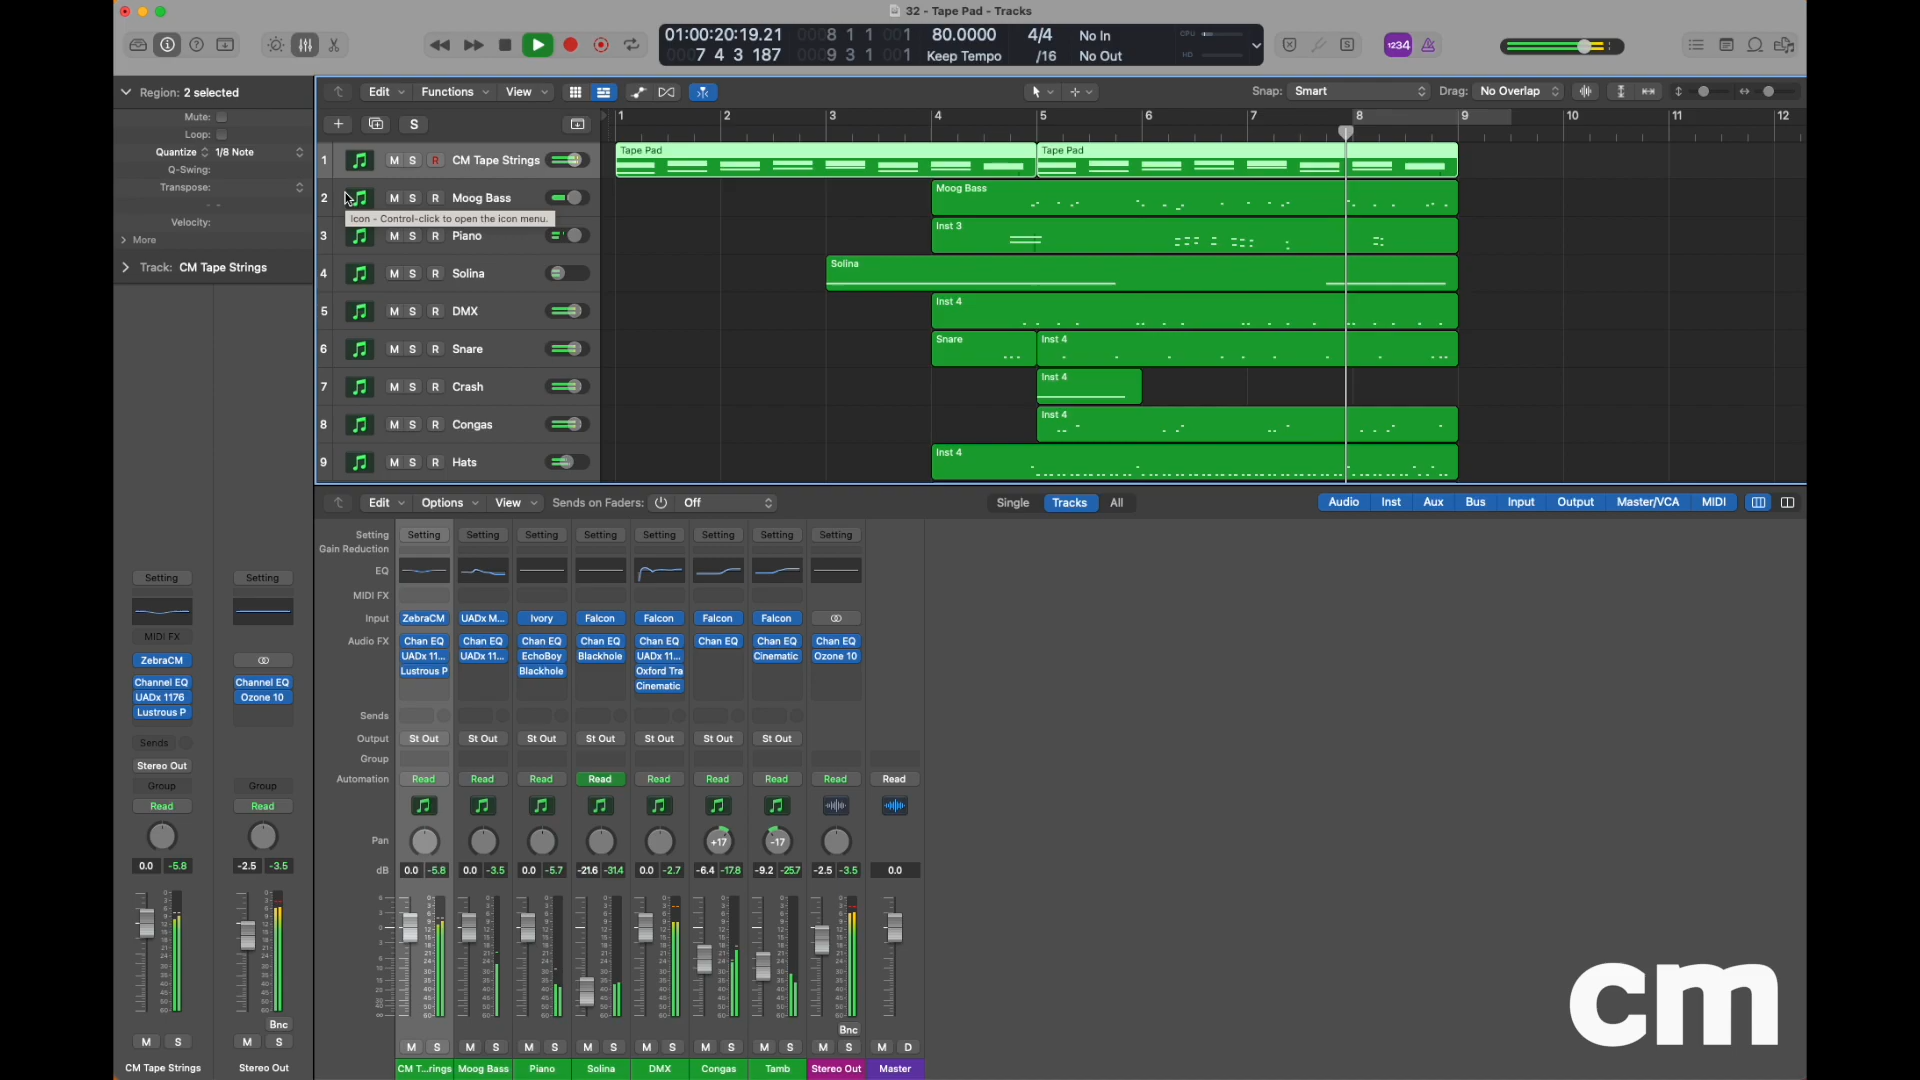 32 - Tape Pad - Tracks
01:00:20:19.21 0008 1 1 001 80.0000 4/4 No In CPU
0007 4 3 187 0009 3 1 001 Keep Tempo /16 No Out HD
1234
Region: 2 selected
Mute:
Loop:
Quantize 1/8 Note
Q-Swing:
Transpose:
Velocity:
More
Track: CM Tape Strings
Edit Functions View Snap: Smart Drag: No Overlap
S
1 2 3 4 5 6 7 8 9 10 11 12
1 M S R CM Tape Strings
Tape Pad Tape Pad
2 M S R Moog Bass
Moog Bass
Icon - Control-click to open the icon menu.
3 M S R Piano
Inst 3
4 M S R Solina
Solina
5 M S R DMX
Inst 4
6 M S R Snare
Snare Inst 4
7 M S R Crash
Inst 4
8 M S R Congas
Inst 4
9 M S R Hats
Inst 4
Edit Options View Sends on Faders: Off Single Tracks All Audio Inst Aux Bus Input Output Master/VCA MIDI
Setting Setting Setting Setting Setting Setting Setting Setting Setting
Gain Reduction
EQ
MIDI FX
Input ZebraCM UADx M... Ivory Falcon Falcon Falcon Falcon
Audio FX Chan EQ Chan EQ Chan EQ Chan EQ Chan EQ Chan EQ Chan EQ Chan EQ
UADx 11... UADx 11... EchoBoy Blackhole UADx 11... Cinematic Ozone 10
Lustrous P Blackhole Oxford Tra
Cinematic
Sends
Output St Out St Out St Out St Out St Out St Out St Out
Group
Automation Read Read Read Read Read Read Read Read Read
Pan +17 -17
dB 0.0 -5.8 0.0 -3.5 0.0 -5.7 -21.6 -31.4 0.0 -2.7 -6.4 -17.8 -9.2 -25.7 -2.5 -3.5 0.0
Bnc
M S M S M S M S M S M S M S M S M D
CM T...rings Moog Bass Piano Solina DMX Congas Tamb Stereo Out Master
Setting Setting
MIDI FX
ZebraCM
Channel EQ Channel EQ
UADx 1176 Ozone 10
Lustrous P
Sends
Stereo Out
Group Group
Read Read
0.0 -5.8 -2.5 -3.5
Bnc
M S M S
CM Tape Strings Stereo Out
cm